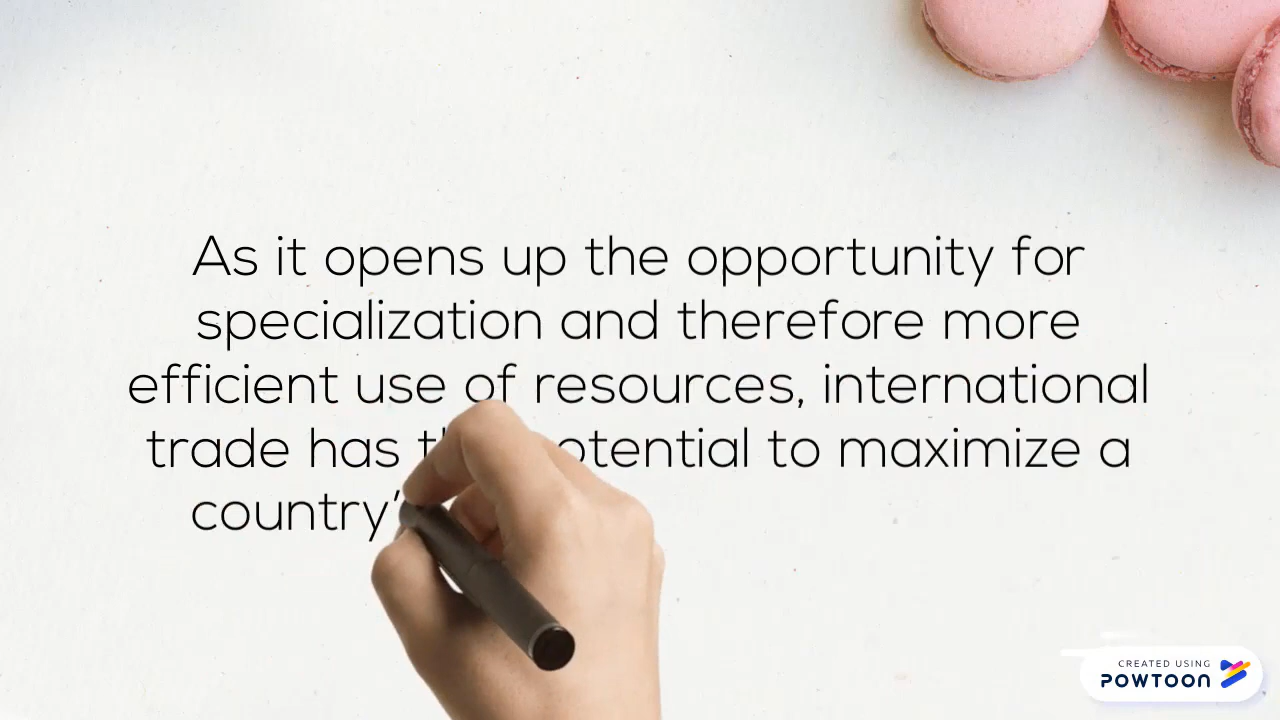 As it opens up the opportunity for
specialization and therefore more
efficient use of resources, international
trade has to maximize a
country'
CREATED USING
POWTOON